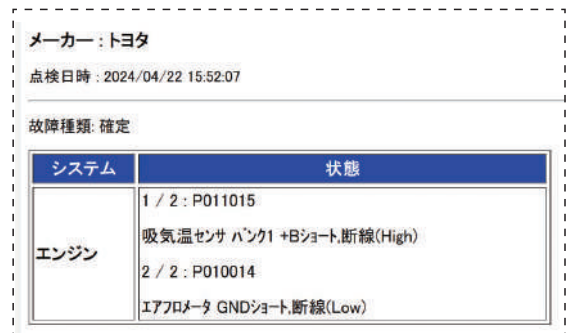 メーカー : トヨタ
点検日時 : 2024/04/22 15:52:07
故障種類: 確定
システム 状態
エンジン
1 / 2 : P011015
吸気温センサ バンク1 +Bショート,断線(High)
2 / 2 : P010014
エアフロメータ GNDショート,断線(Low)